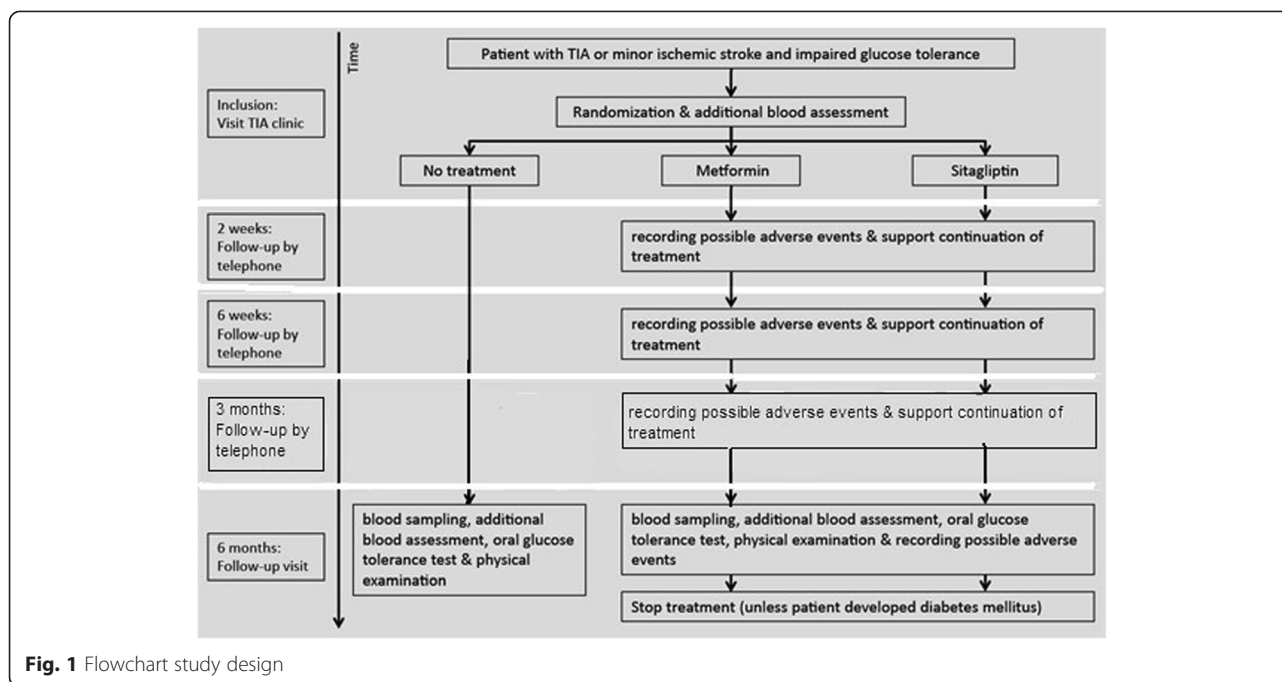 Time
Patient with TIA or minor ischemic stroke and impaired glucose tolerance
Inclusion:
Visit TIA clinic
Randomization & additional blood assessment
No treatment
Metformin
Sitagliptin
2 weeks:
Follow-up by
telephone
recording possible adverse events & support continuation of
treatment
6 weeks:
Follow-up by
telephone
recording possible adverse events & support continuation of
treatment
3 months:
Follow-up by
telephone
recording possible adverse events & support continuation of
treatment
6 months:
Follow-up visit
blood sampling, additional
blood assessment, oral glucose
tolerance test & physical
examination
blood sampling, additional blood assessment, oral glucose
tolerance test, physical examination & recording possible adverse
events
Stop treatment (unless patient developed diabetes mellitus)
Fig. 1 Flowchart study design